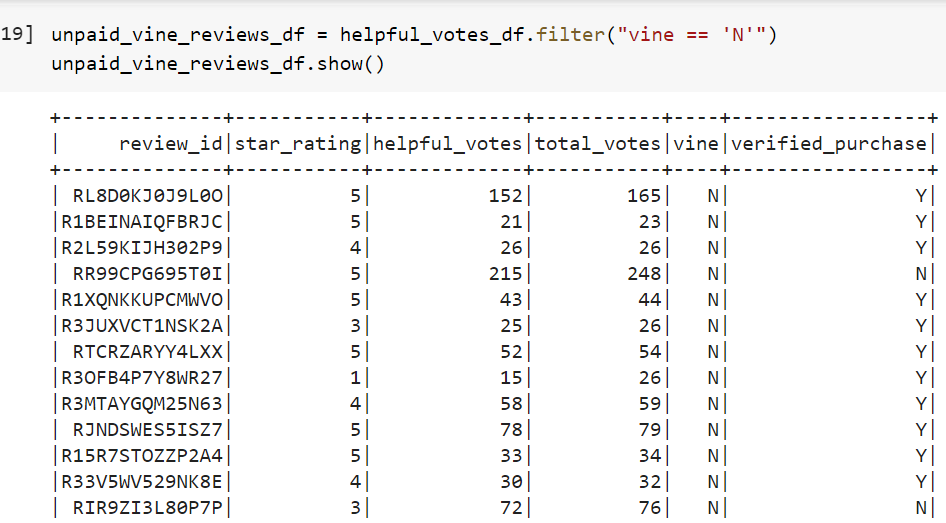 19] unpaid_vine_reviews_df = helpful_votes_df.filter("vine == 'N'")
unpaid_vine_reviews_df.show()
+--------------+-----------+-------------+-----------+----+-----------------+
|     review_id|star_rating|helpful_votes|total_votes|vine|verified_purchase|
+--------------+-----------+-------------+-----------+----+-----------------+
| RL8D0KJ0J9L0O|          5|          152|        165|   N|                Y|
|R1BEINAIQFBRJC|          5|           21|         23|   N|                Y|
|R2L59KIJH302P9|          4|           26|         26|   N|                Y|
| RR99CPG695T0I|          5|          215|        248|   N|                N|
|R1XQNKKUPCMWVO|          5|           43|         44|   N|                Y|
|R3JUXVCT1NSK2A|          3|           25|         26|   N|                Y|
| RTCRZARYY4LXX|          5|           52|         54|   N|                Y|
|R3OFB4P7Y8WR27|          1|           15|         26|   N|                Y|
|R3MTAYGQM25N63|          4|           58|         59|   N|                Y|
| RJNDSWES5ISZ7|          5|           78|         79|   N|                Y|
|R15R7STOZZP2A4|          5|           33|         34|   N|                Y|
|R33V5WV529NK8E|          4|           30|         32|   N|                Y|
| RIR9ZI3L80P7P|          3|           72|         76|   N|                N|